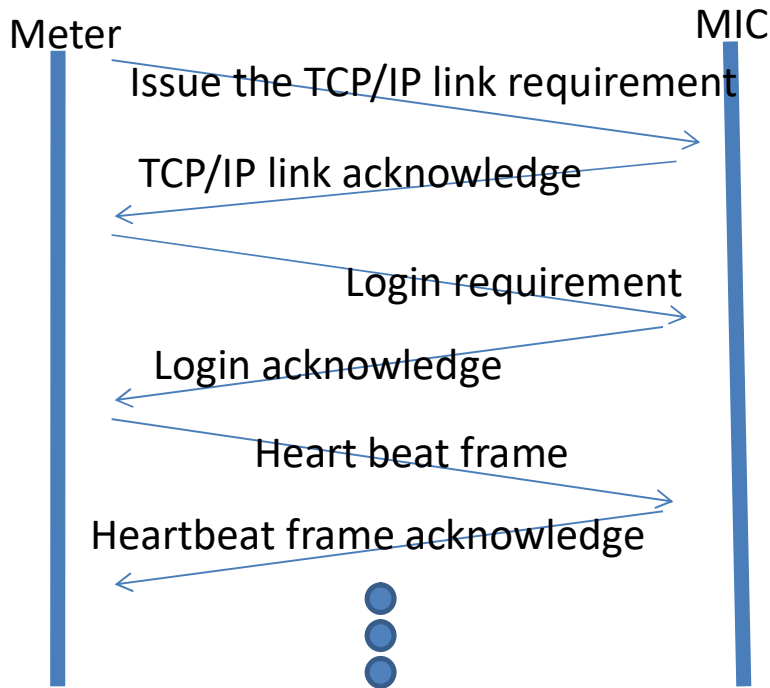 Meter
MIC
Issue the TCP/IP link requirement
TCP/IP link acknowledge
Login requirement
Login acknowledge
Heart beat frame
Heartbeat frame acknowledge